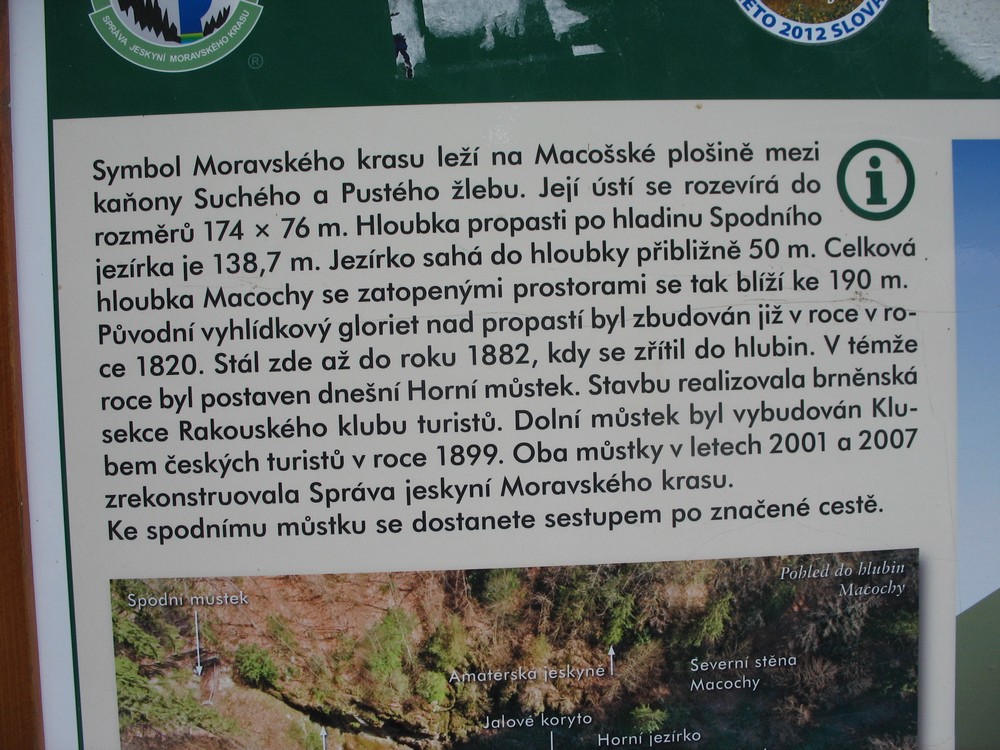 SPRÁVA JESKYNÍ MORAVSKÉHO KRASU
®
LÉTO 2012 SLOVA
Symbol Moravského krasu leží na Macošské plošině mezi
kaňony Suchého a Pustého žlebu. Její ústí se rozevírá do
rozměrů 174 × 76 m. Hloubka propasti po hladinu Spodního
jezírka je 138,7 m. Jezírko sahá do hloubky přibližně 50 m. Celková
hloubka Macochy se zatopenými prostorami se tak blíží ke 190 m.
Původní vyhlídkový gloriet nad propastí byl zbudován již v roce v ro-
ce 1820. Stál zde až do roku 1882, kdy se zřítil do hlubin. V témže
roce byl postaven dnešní Horní můstek. Stavbu realizovala brněnská
sekce Rakouského klubu turistů. Dolní můstek byl vybudován Klu-
bem českých turistů v roce 1899. Oba můstky v letech 2001 a 2007
zrekonstruovala Správa jeskyní Moravského krasu.
Ke spodnímu můstku se dostanete sestupem po značené cestě.
i
Pohled do hlubin
Macochy
Spodní můstek
Amatérská jeskyně
Severní stěna
Macochy
Jalové koryto
Horní jezírko